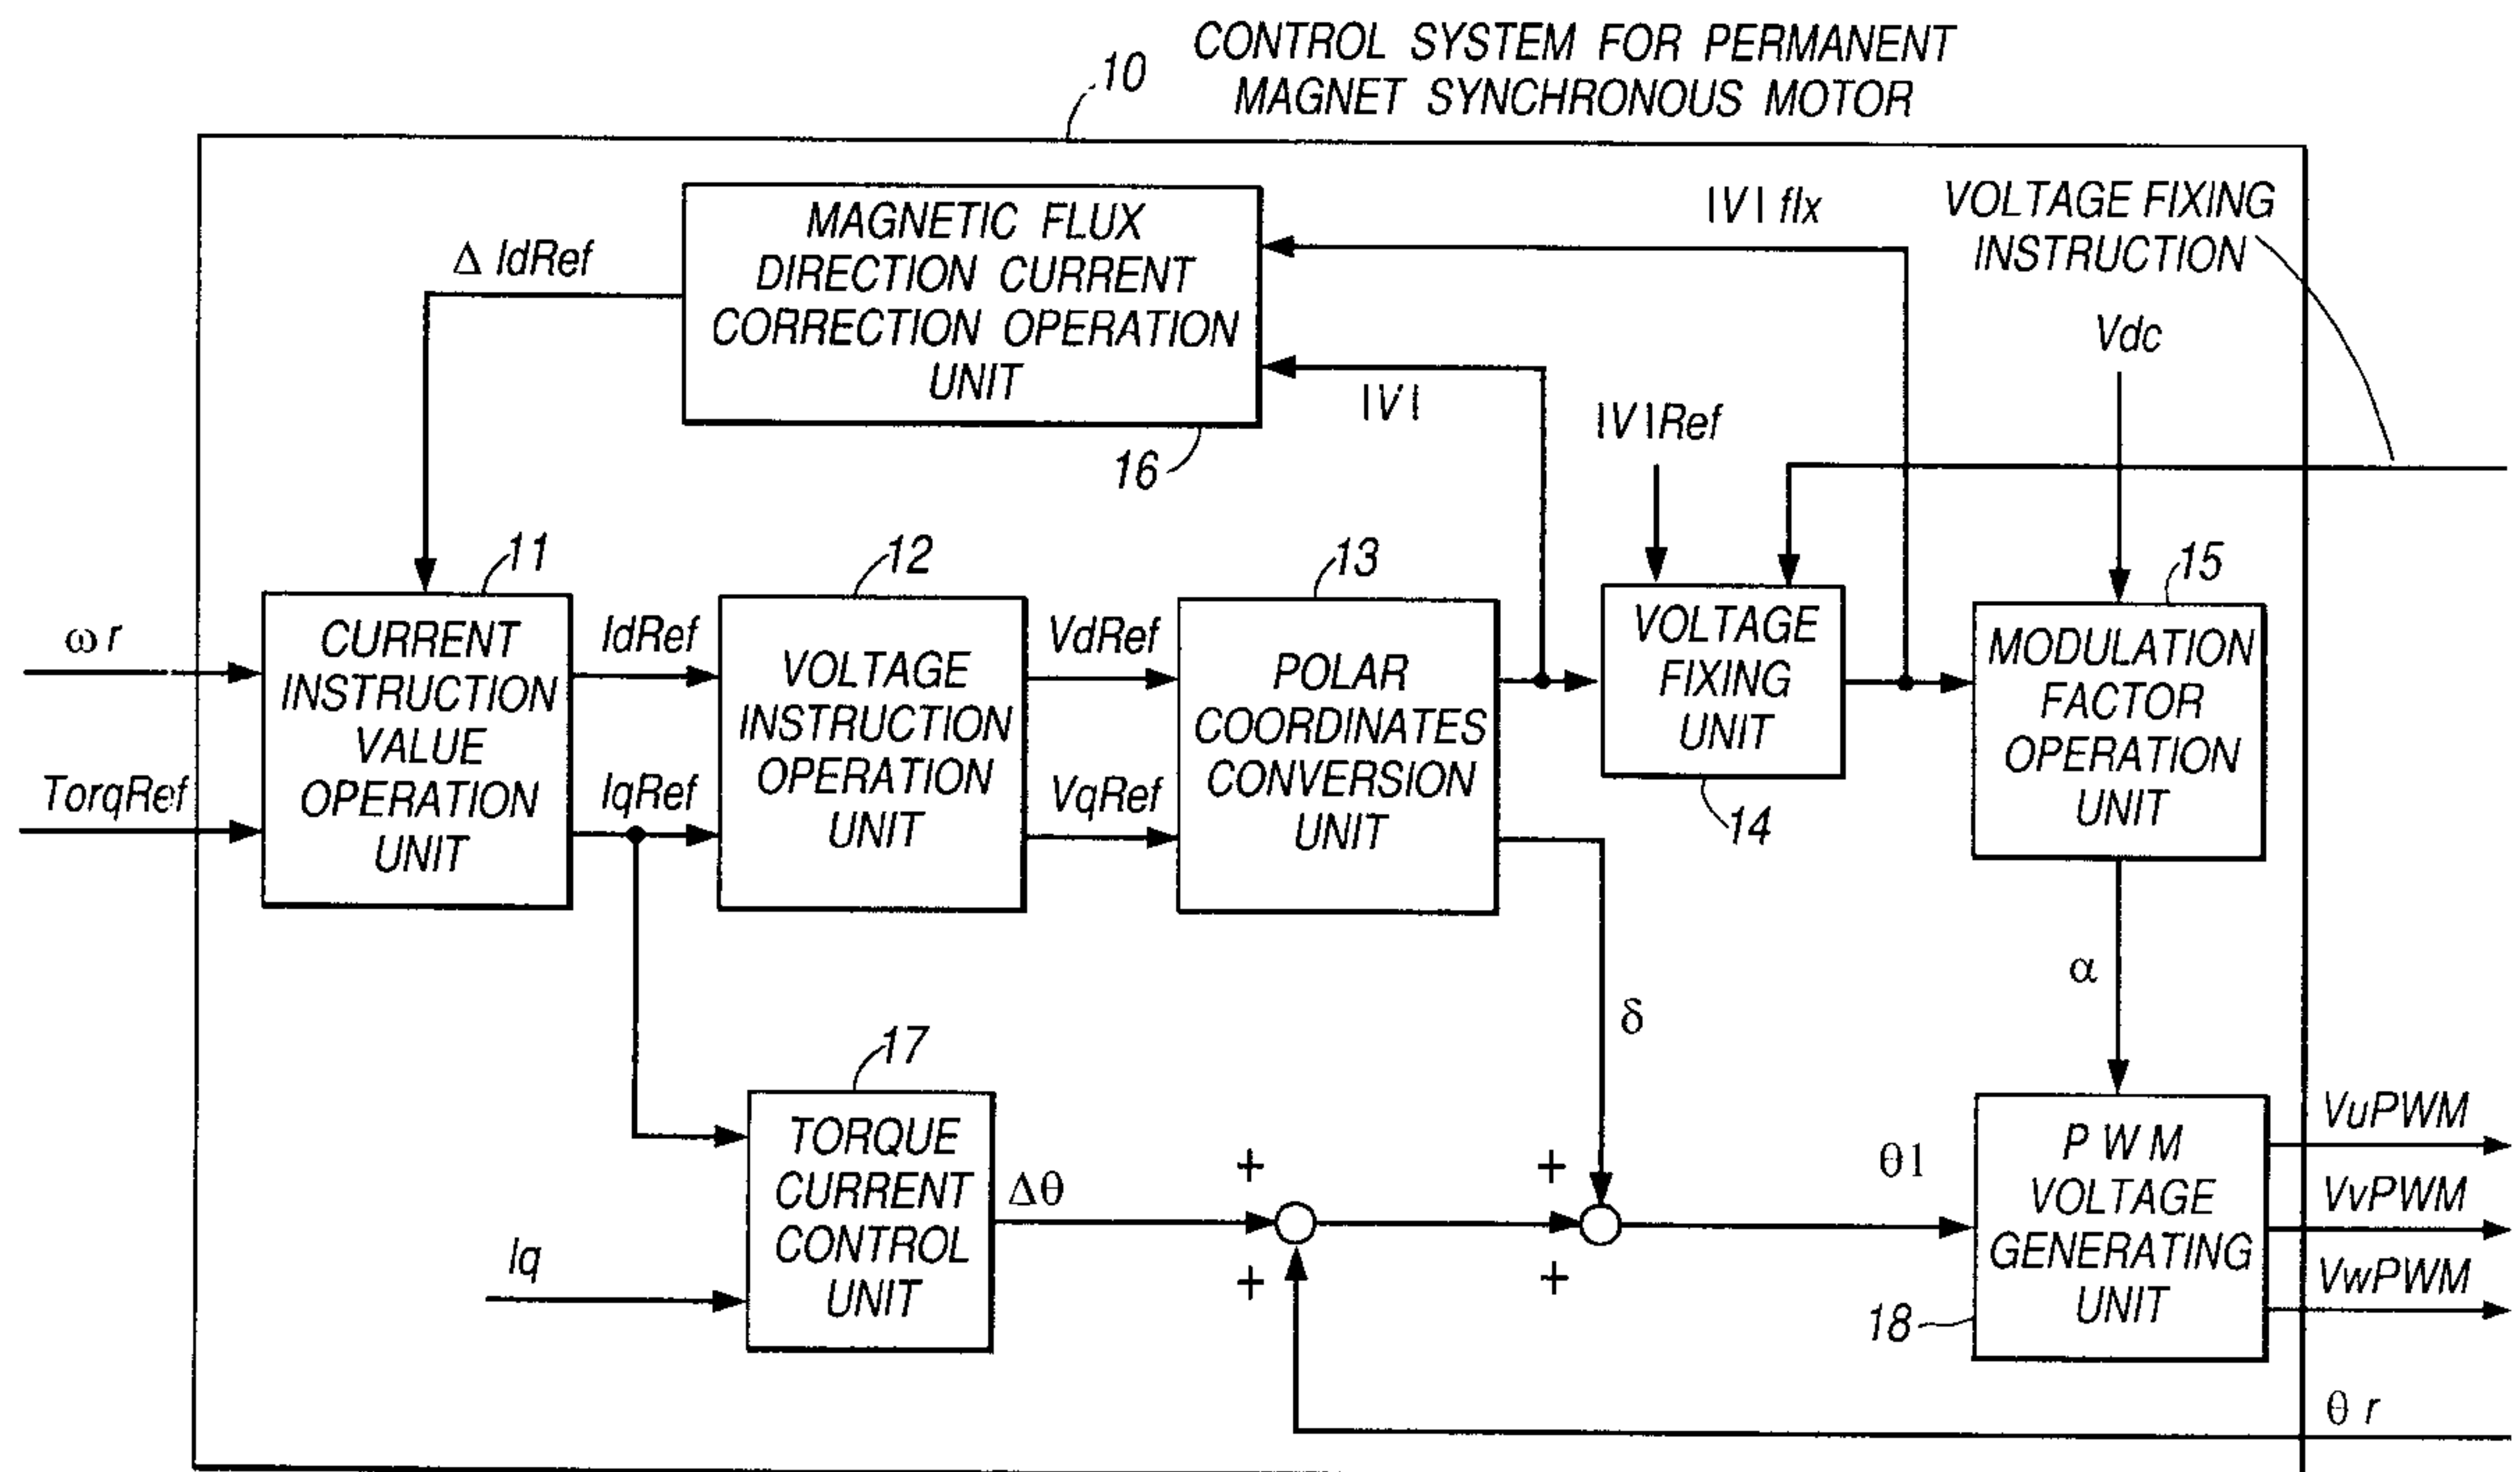 CONTROL SYSTEM FOR PERMANENT
MAGNET SYNCHRONOUS MOTOR
10
MAGNETIC FLUX
DIRECTION CURRENT
CORRECTION OPERATION
UNIT
16
Δ IdRef
|V| flx
|V|
VOLTAGE FIXING
INSTRUCTION
Vdc
|V|Ref
11
CURRENT
INSTRUCTION
VALUE
OPERATION
UNIT
ωr
TorqRef
IdRef
IqRef
12
VOLTAGE
INSTRUCTION
OPERATION
UNIT
VdRef
VqRef
13
POLAR
COORDINATES
CONVERSION
UNIT
VOLTAGE
FIXING
UNIT
14
15
MODULATION
FACTOR
OPERATION
UNIT
α
δ
17
TORQUE
CURRENT
CONTROL
UNIT
Iq
Δθ
+
+
+
+
θ1
PWM
VOLTAGE
GENERATING
UNIT
18
VuPWM
VvPWM
VwPWM
θr